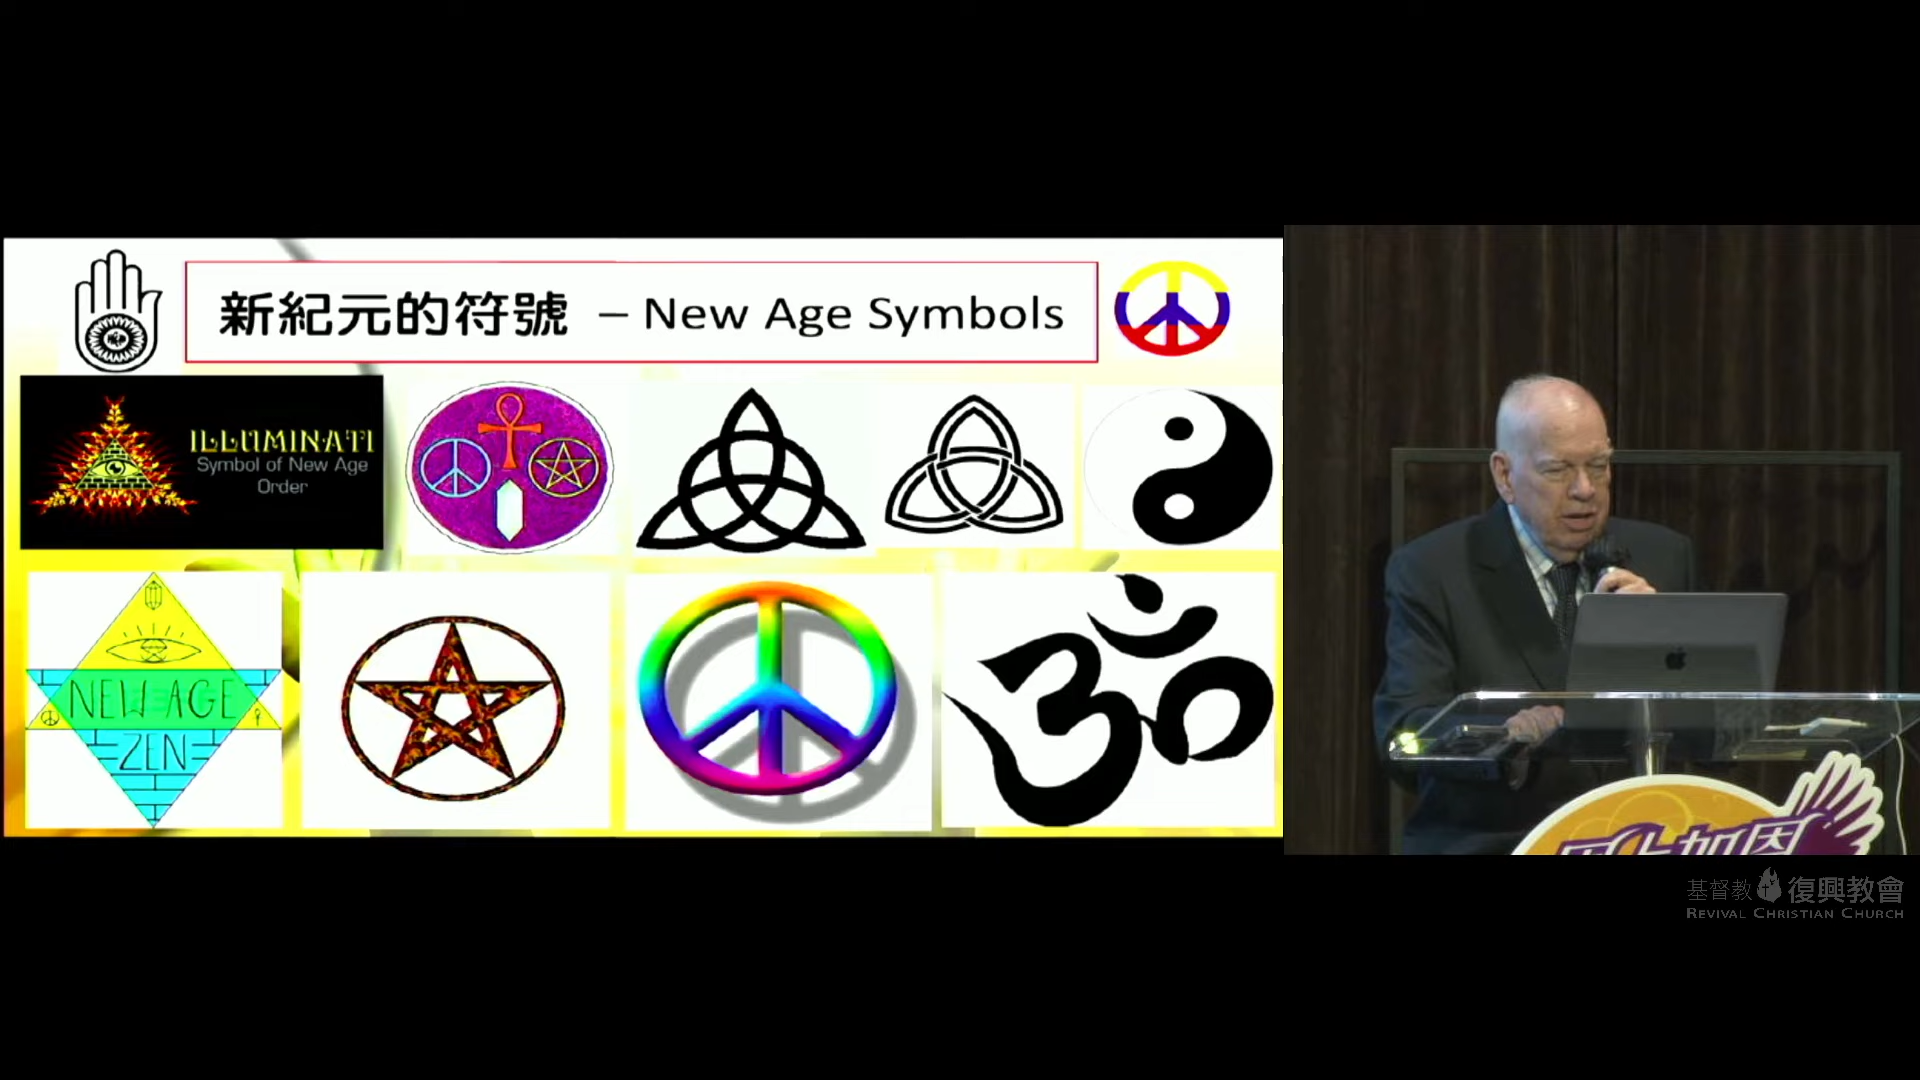 新紀元的符號 – New Age Symbols
ILLUMINATI
Symbol of New Age
Order
NEW AGE
ZEN
基督教 復興教會
REVIVAL CHRISTIAN CHURCH